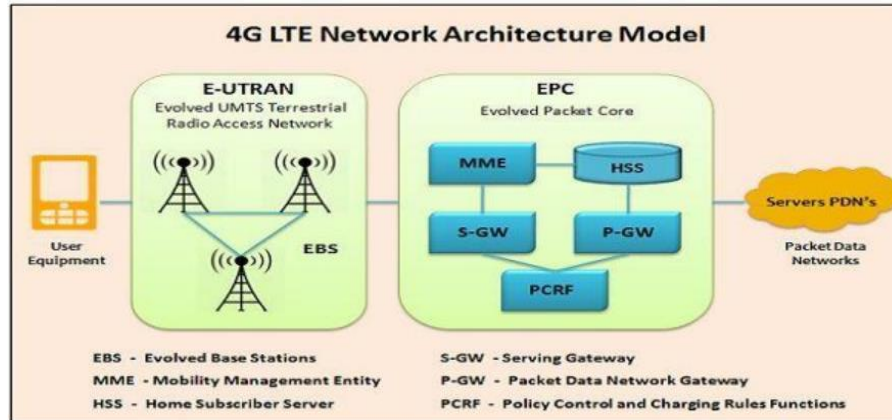 4G LTE Network Architecture Model
E-UTRAN
Evolved UMTS Terrestrial
Radio Access Network
EBS
User
Equipment
EPC
Evolved Packet Core
MME
HSS
S-GW
P-GW
PCRF
Servers PDN's
Packet Data
Networks
EBS - Evolved Base Stations
MME - Mobility Management Entity
HSS - Home Subscriber Server
S-GW - Serving Gateway
P-GW - Packet Data Network Gateway
PCRF - Policy Control and Charging Rules Functions